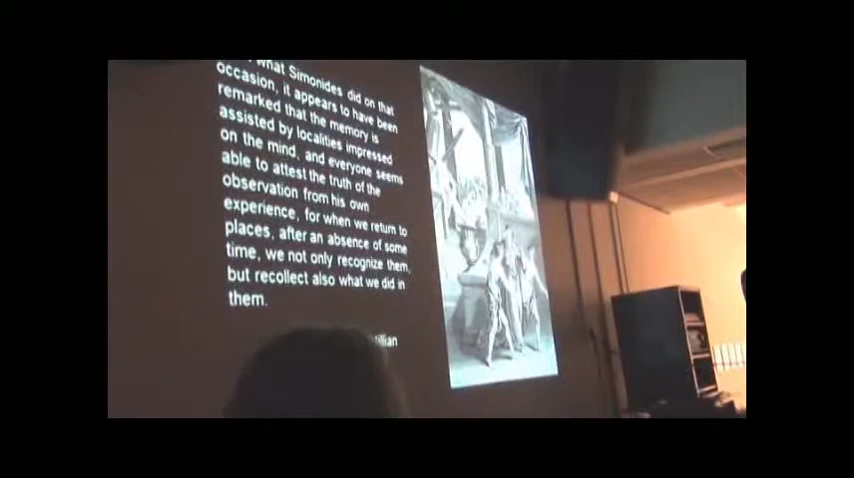 what Simonides did on that
occasion, it appears to have been
remarked that the memory is
assisted by localities impressed
on the mind, and everyone seems
able to attest the truth of the
observation from his own
experience, for when we return to
places, after an absence of some
time, we not only recognize them,
but recollect also what we did in
them.